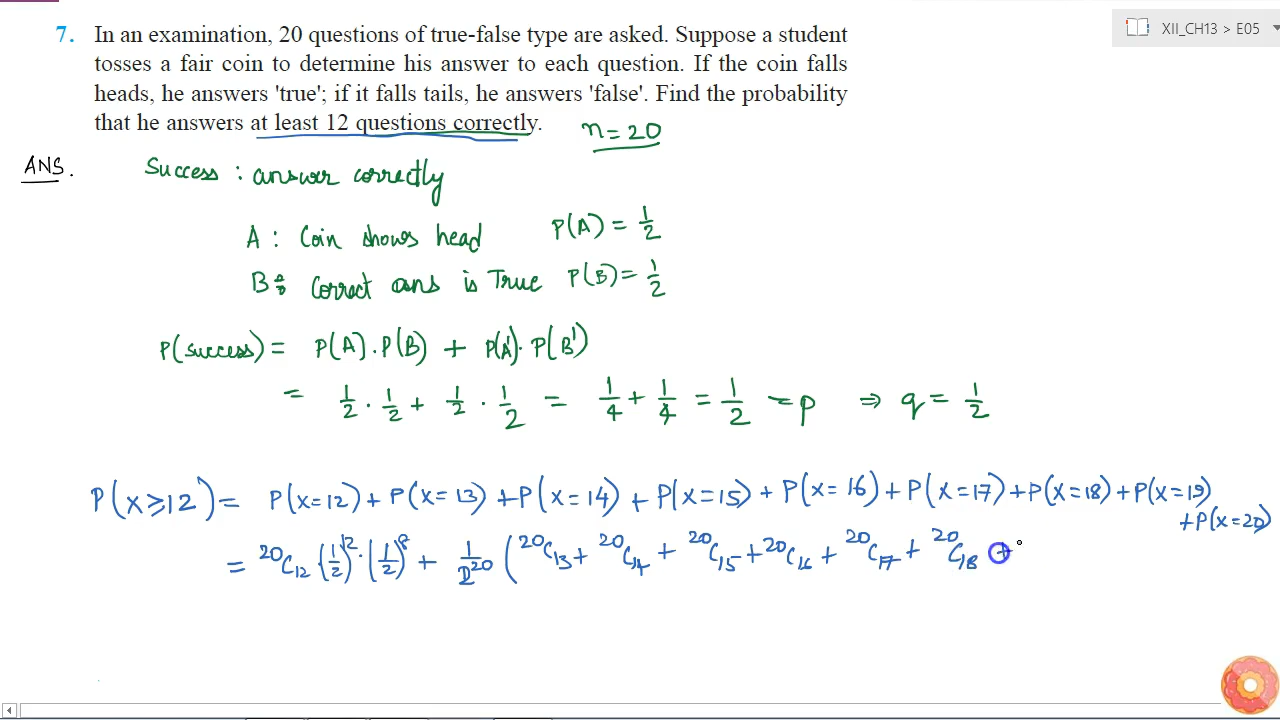 XII_CH13 > E05
7. In an examination, 20 questions of true-false type are asked. Suppose a student
tosses a fair coin to determine his answer to each question. If the coin falls
heads, he answers 'true'; if it falls tails, he answers 'false'. Find the probability
that he answers at least 12 questions correctly. n = 20
ANS. Success : answer correctly
A : Coin shows head P(A) = 1/2
B : Correct ans is True P(B) = 1/2
P(success) = P(A).P(B) + P(A').P(B')
= 1/2 . 1/2 + 1/2 . 1/2 = 1/4 + 1/4 = 1/2 = p ⇒ q = 1/2
P(x≥12) = P(x=12) + P(x=13) + P(x=14) + P(x=15) + P(x=16) + P(x=17) + P(x=18) + P(x=19)
+ P(x=20)
= ²⁰C₁₂ (1/2)¹².(1/2)⁸ + 1/2²⁰ (²⁰C₁₃ + ²⁰C₁₄ + ²⁰C₁₅ + ²⁰C₁₆ + ²⁰C₁₇ + ²⁰C₁₈ +